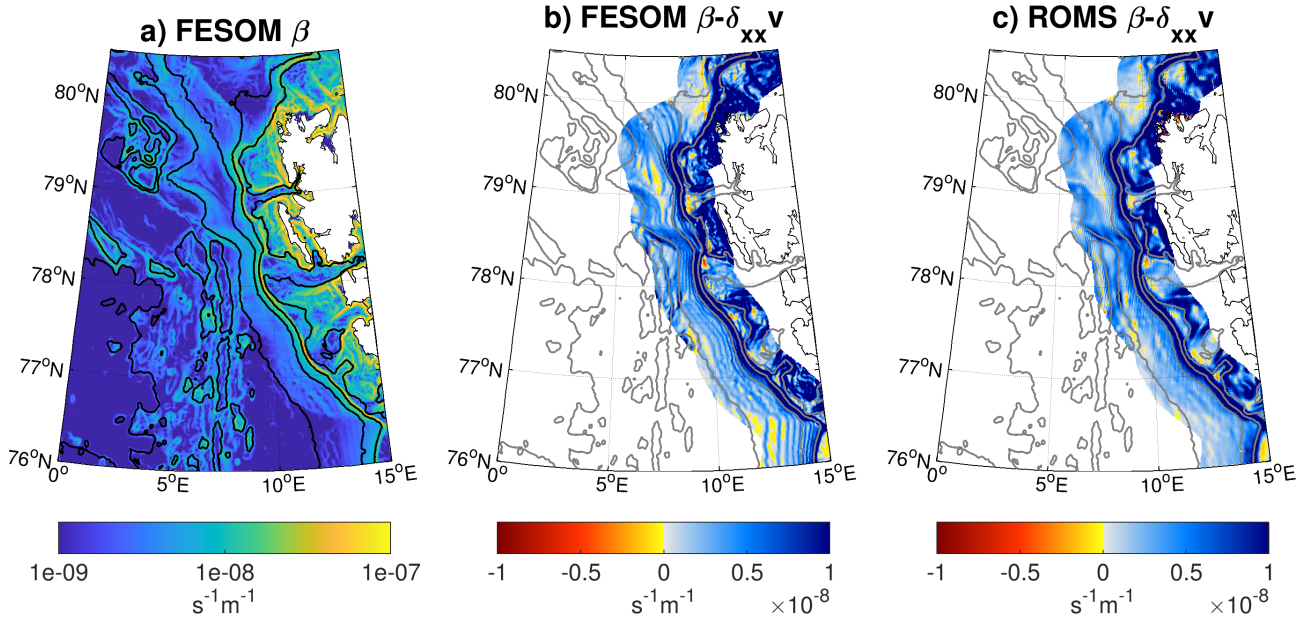 a) FESOM β
80°N
79°N
78°N
77°N
76°N
0
5°E
10°E
15°E
1e-09
1e-08
1e-07
s⁻¹m⁻¹
b) FESOM β-δₓₓv
80°N
79°N
78°N
77°N
76°N
0
5°E
10°E
15°E
-1
-0.5
0
0.5
1
s⁻¹m⁻¹
×10⁻⁸
c) ROMS β-δₓₓv
80°N
79°N
78°N
77°N
76°N
0
5°E
10°E
15°E
-1
-0.5
0
0.5
1
s⁻¹m⁻¹
×10⁻⁸